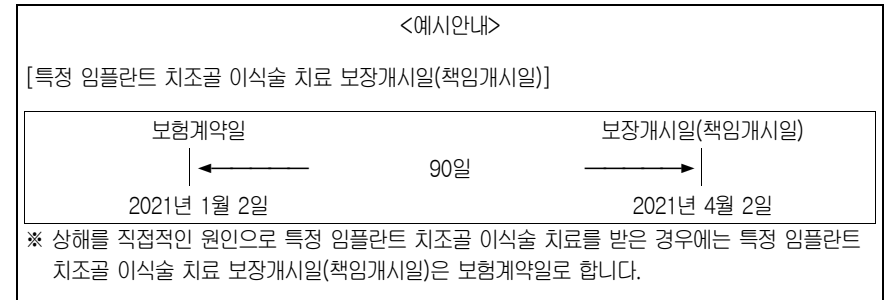 <예시안내>
[특정 임플란트 치조골 이식술 치료 보장개시일(책임개시일)]
보험계약일 보장개시일(책임개시일)
90일
2021년 1월 2일 2021년 4월 2일
※ 상해를 직접적인 원인으로 특정 임플란트 치조골 이식술 치료를 받은 경우에는 특정 임플란트
치조골 이식술 치료 보장개시일(책임개시일)은 보험계약일로 합니다.